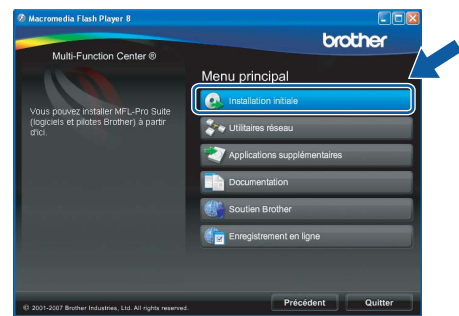 Macromedia Flash Player 8
brother
Multi-Function Center ®
Menu principal
Vous pouvez installer MFL-Pro Suite
(logiciels et pilotes Brother) à partir
d'ici.
Installation initiale
Utilitaires réseau
Applications supplémentaires
Documentation
Soutien Brother
Enregistrement en ligne
© 2001-2007 Brother Industries, Ltd. All rights reserved.
Précédent
Quitter